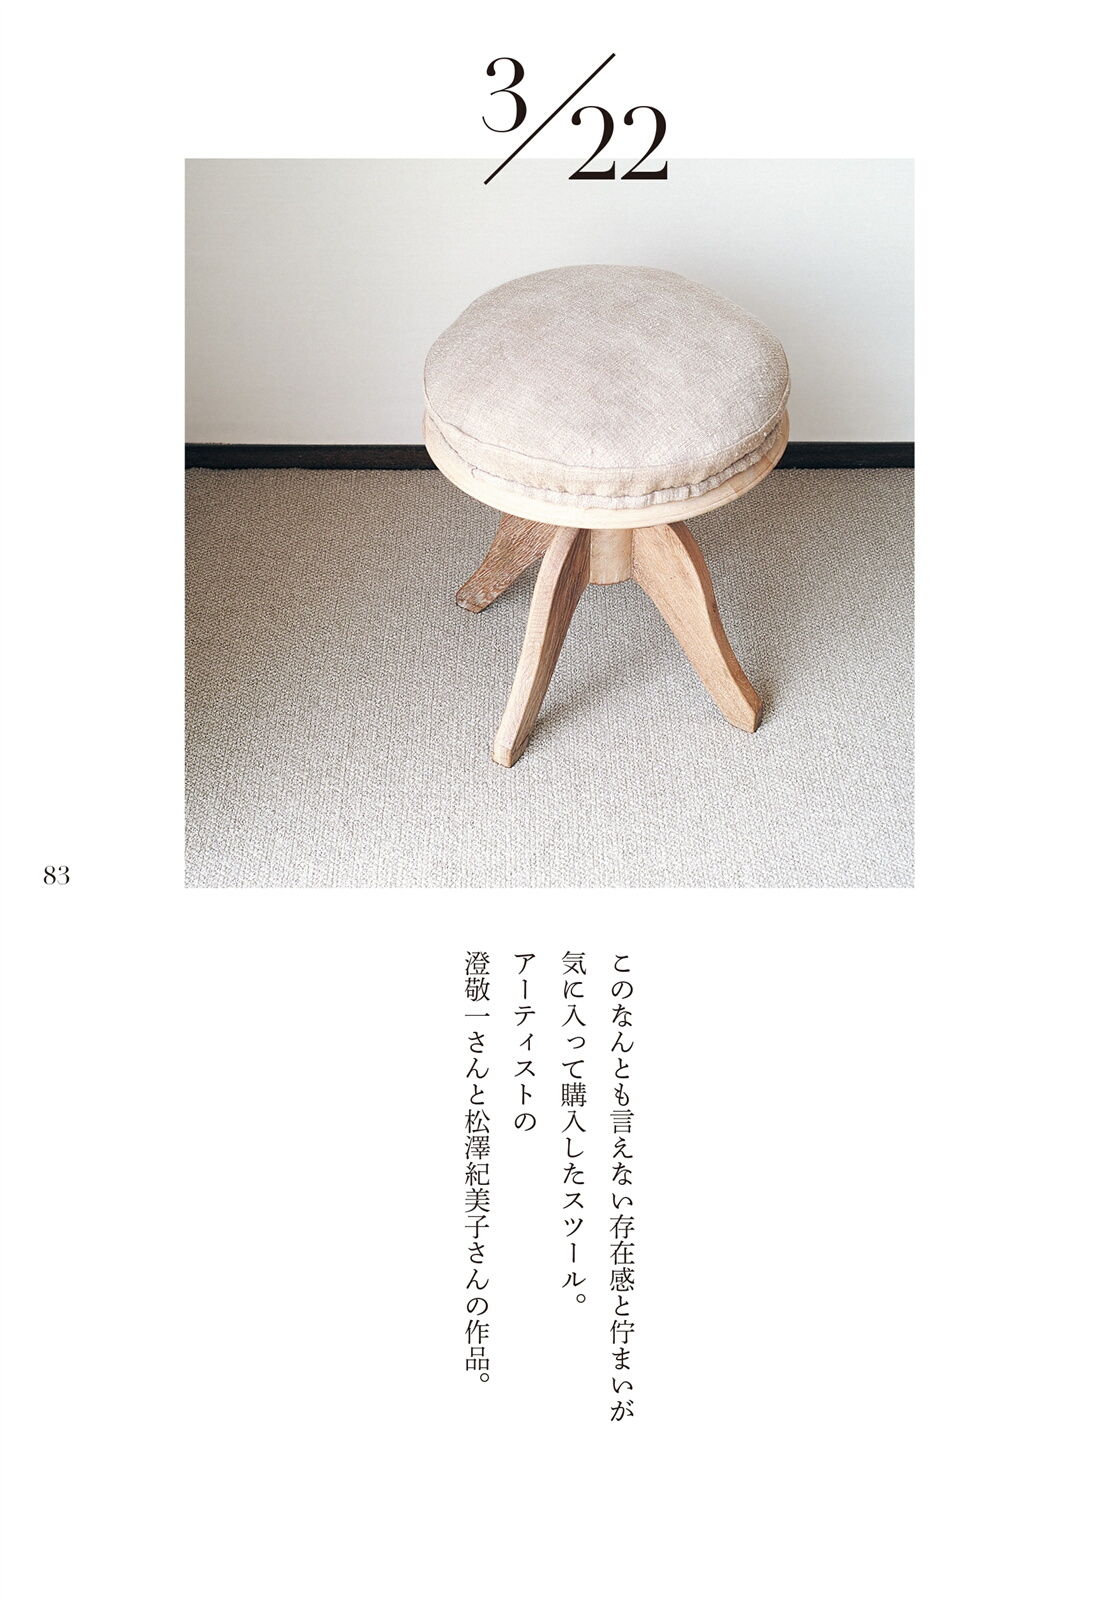 3/22
このなんとも言えない存在感と佇まいが
気に入って購入したスツール。
アーティストの
澄敬一さんと松澤紀美子さんの作品。
83